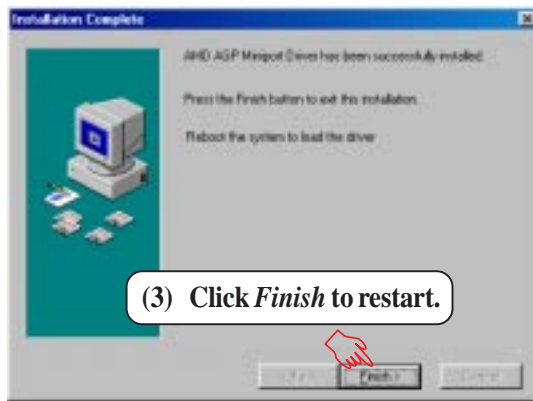 Installation Complete
AMD AGP Miniport Driver has been successfully installed.
Press the Finish button to exit this installation.
Reboot the system to load the driver
(3) Click Finish to restart.
Finish